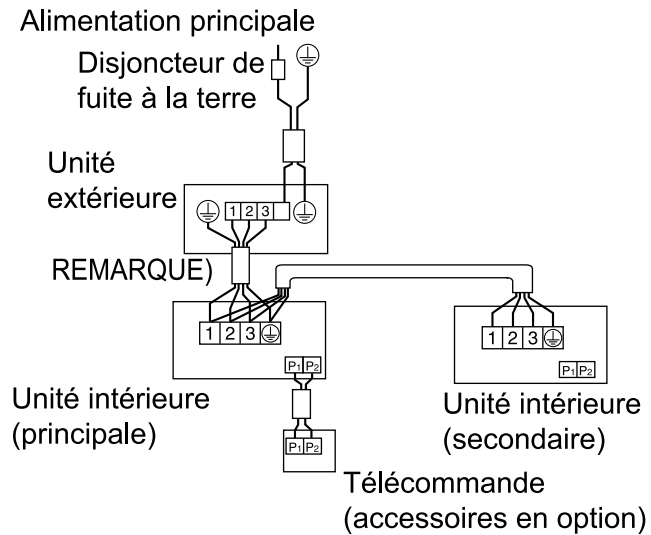 Alimentation principale
Disjoncteur de
fuite à la terre
Unité
extérieure
1 2 3
REMARQUE)
1 2 3
P1 P2
1 2 3
P1 P2
Unité intérieure
(principale)
Unité intérieure
(secondaire)
P1 P2
Télécommande
(accessoires en option)